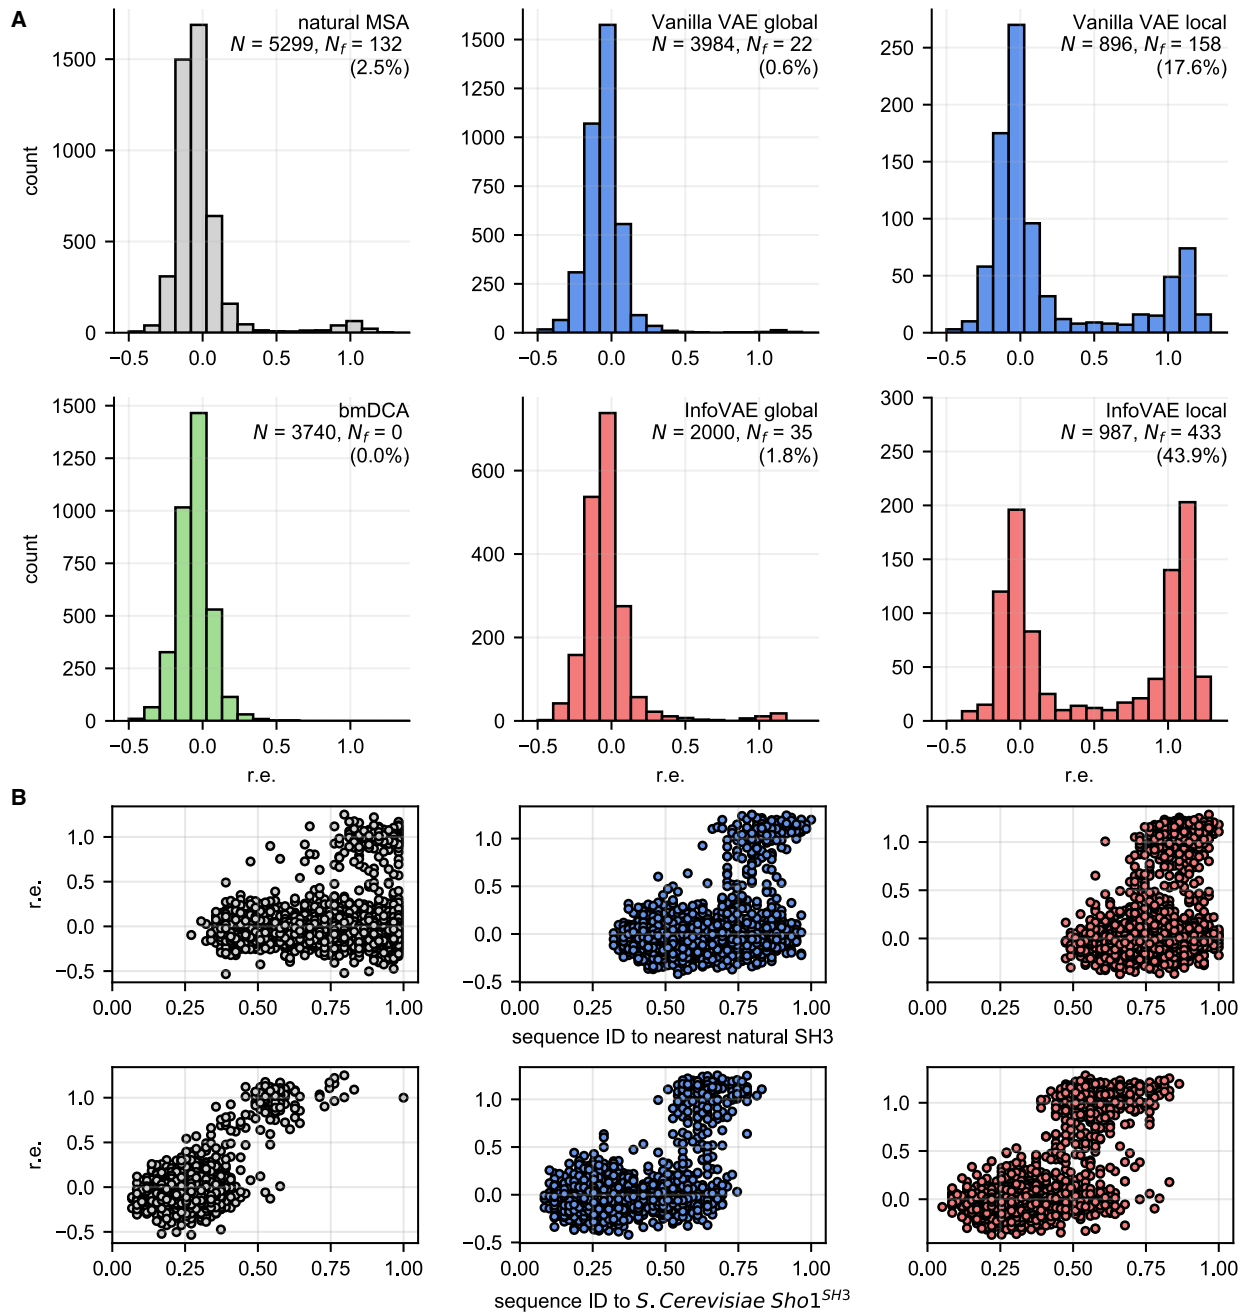 A
natural MSA
N = 5299, N_f = 132
(2.5%)
1500
1000
500
0
count
−0.5 0.0 0.5 1.0
Vanilla VAE global
N = 3984, N_f = 22
(0.6%)
1500
1250
1000
750
500
250
0
−0.5 0.0 0.5 1.0
Vanilla VAE local
N = 896, N_f = 158
(17.6%)
250
200
150
100
50
0
−0.5 0.0 0.5 1.0
bmDCA
N = 3740, N_f = 0
(0.0%)
1500
1250
1000
750
500
250
0
count
−0.5 0.0 0.5 1.0
r.e.
InfoVAE global
N = 2000, N_f = 35
(1.8%)
600
400
200
0
−0.5 0.0 0.5 1.0
r.e.
InfoVAE local
N = 987, N_f = 433
(43.9%)
300
250
200
150
100
50
0
−0.5 0.0 0.5 1.0
r.e.
B
1.0
0.5
0.0
−0.5
r.e.
0.00 0.25 0.50 0.75 1.00
1.0
0.5
0.0
−0.5
0.00 0.25 0.50 0.75 1.00
sequence ID to nearest natural SH3
1.0
0.5
0.0
0.00 0.25 0.50 0.75 1.00
1.0
0.5
0.0
−0.5
r.e.
0.00 0.25 0.50 0.75 1.00
1.0
0.5
0.0
−0.5
0.00 0.25 0.50 0.75 1.00
sequence ID to S.Cerevisiae Sho1^SH3
1.0
0.5
0.0
0.00 0.25 0.50 0.75 1.00